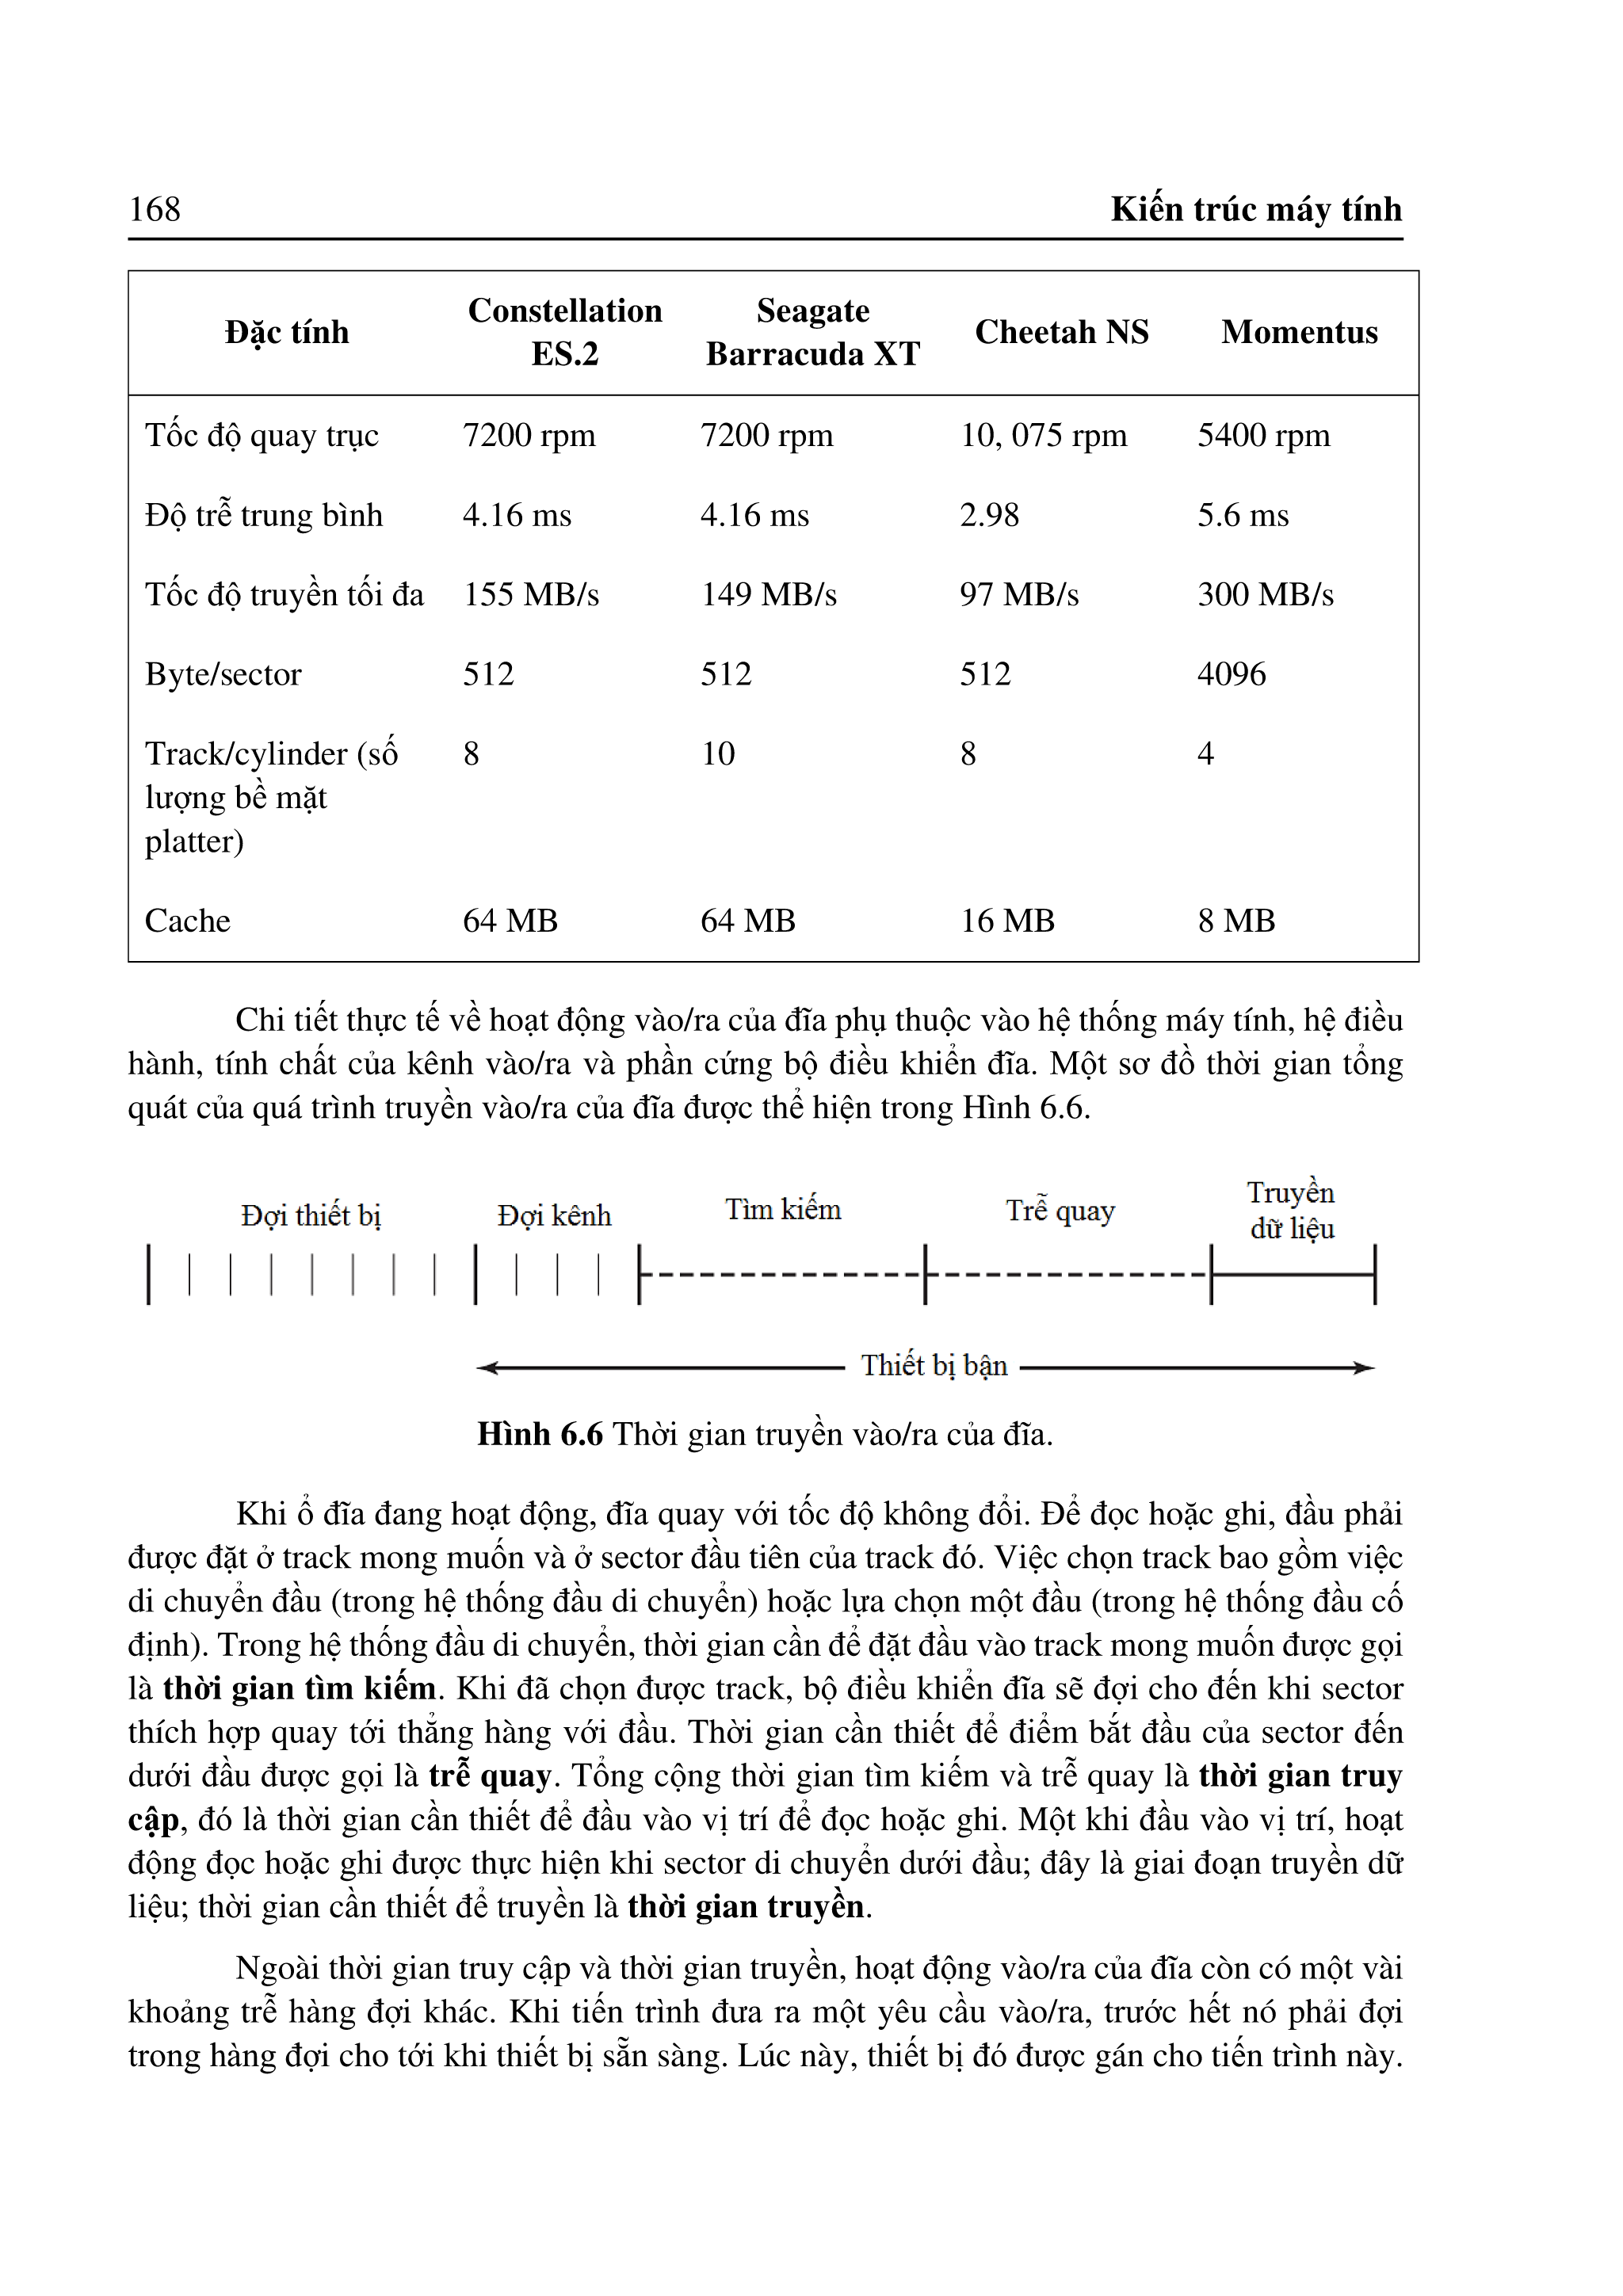 168 Kiến trúc máy tính
Đặc tính Constellation ES.2 Seagate Barracuda XT Cheetah NS Momentus
Tốc độ quay trục 7200 rpm 7200 rpm 10, 075 rpm 5400 rpm
Độ trễ trung bình 4.16 ms 4.16 ms 2.98 5.6 ms
Tốc độ truyền tối đa 155 MB/s 149 MB/s 97 MB/s 300 MB/s
Byte/sector 512 512 512 4096
Track/cylinder (số 8 10 8 4
lượng bề mặt
platter)
Cache 64 MB 64 MB 16 MB 8 MB
Chi tiết thực tế về hoạt động vào/ra của đĩa phụ thuộc vào hệ thống máy tính, hệ điều
hành, tính chất của kênh vào/ra và phần cứng bộ điều khiển đĩa. Một sơ đồ thời gian tổng
quát của quá trình truyền vào/ra của đĩa được thể hiện trong Hình 6.6.
Đợi thiết bị Đợi kênh Tìm kiếm Trễ quay Truyền
dữ liệu
Thiết bị bận
Hình 6.6 Thời gian truyền vào/ra của đĩa.
Khi ổ đĩa đang hoạt động, đĩa quay với tốc độ không đổi. Để đọc hoặc ghi, đầu phải
được đặt ở track mong muốn và ở sector đầu tiên của track đó. Việc chọn track bao gồm việc
di chuyển đầu (trong hệ thống đầu di chuyển) hoặc lựa chọn một đầu (trong hệ thống đầu cố
định). Trong hệ thống đầu di chuyển, thời gian cần để đặt đầu vào track mong muốn được gọi
là thời gian tìm kiếm. Khi đã chọn được track, bộ điều khiển đĩa sẽ đợi cho đến khi sector
thích hợp quay tới thẳng hàng với đầu. Thời gian cần thiết để điểm bắt đầu của sector đến
dưới đầu được gọi là trễ quay. Tổng cộng thời gian tìm kiếm và trễ quay là thời gian truy
cập, đó là thời gian cần thiết để đầu vào vị trí để đọc hoặc ghi. Một khi đầu vào vị trí, hoạt
động đọc hoặc ghi được thực hiện khi sector di chuyển dưới đầu; đây là giai đoạn truyền dữ
liệu; thời gian cần thiết để truyền là thời gian truyền.
Ngoài thời gian truy cập và thời gian truyền, hoạt động vào/ra của đĩa còn có một vài
khoảng trễ hàng đợi khác. Khi tiến trình đưa ra một yêu cầu vào/ra, trước hết nó phải đợi
trong hàng đợi cho tới khi thiết bị sẵn sàng. Lúc này, thiết bị đó được gán cho tiến trình này.